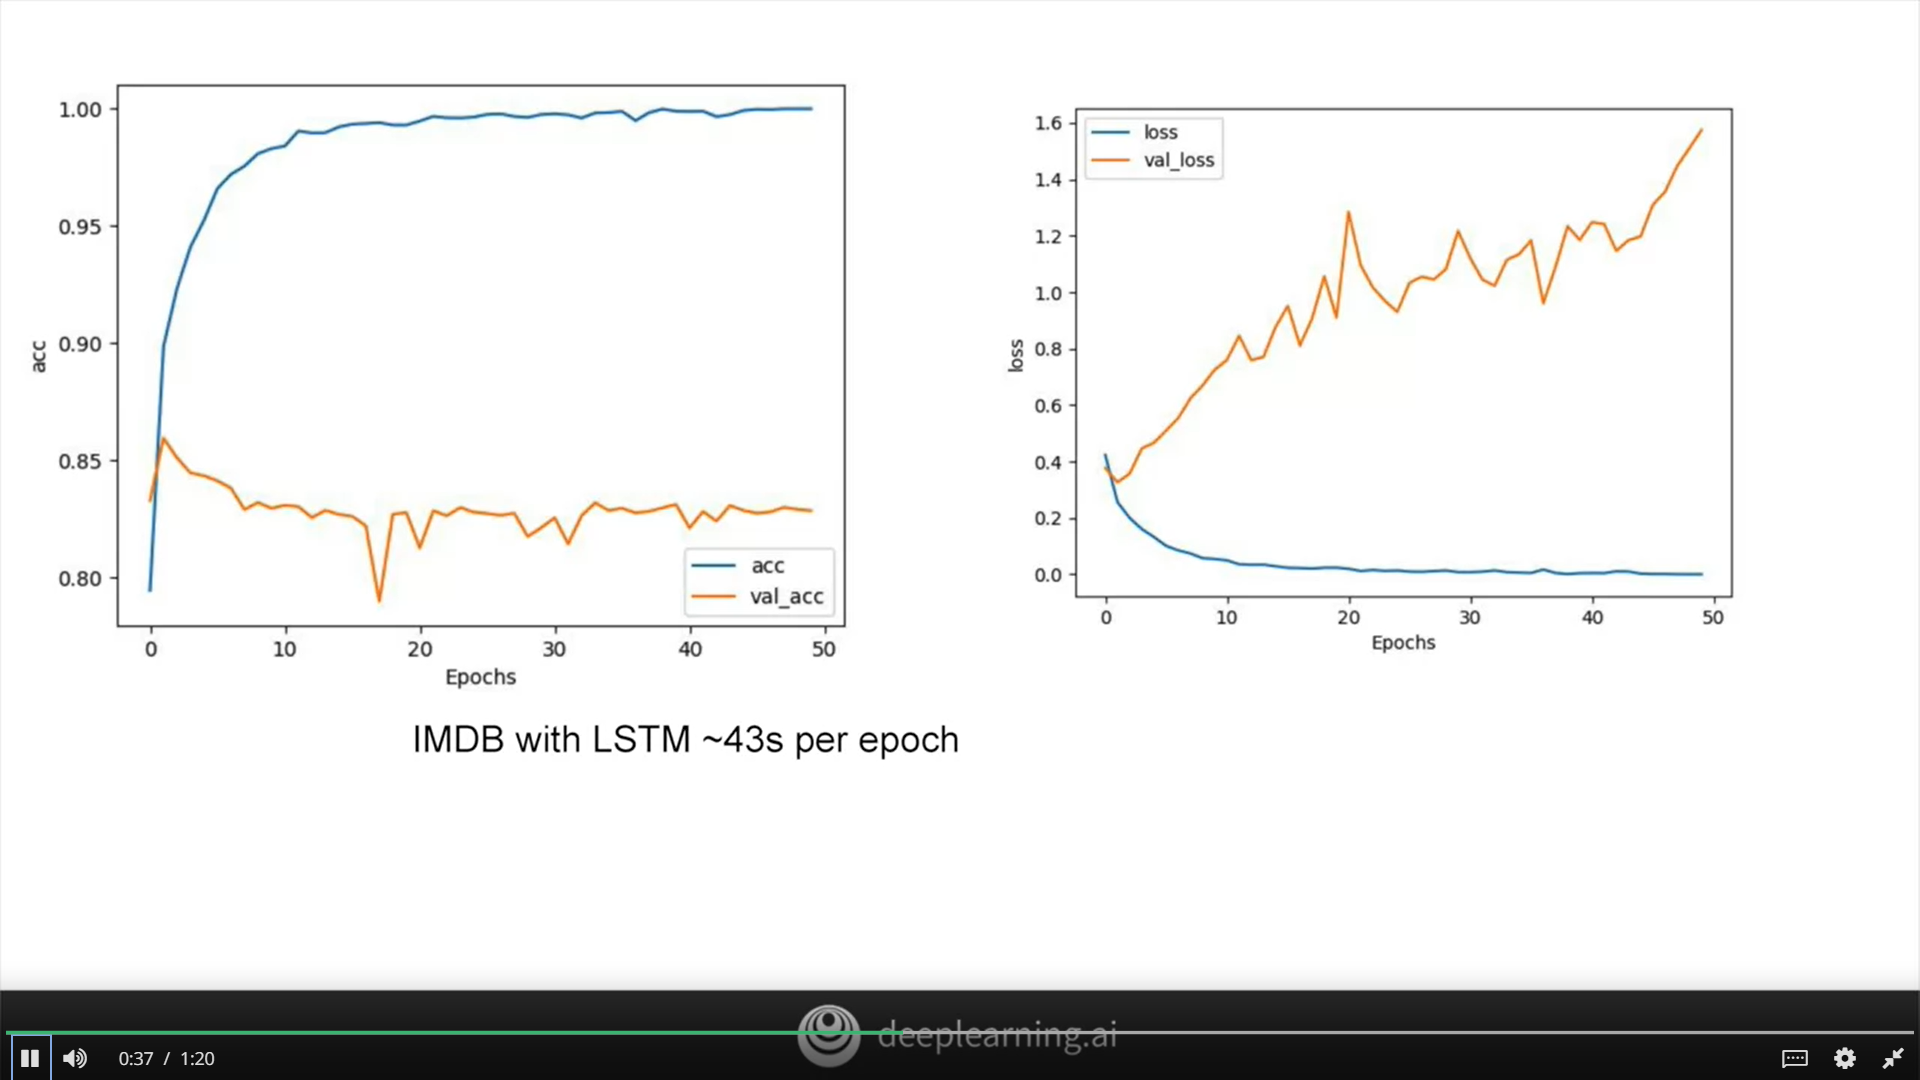 1.00
0.95
0.90
0.85
0.80
acc
acc
val_acc
0 10 20 30 40 50
Epochs
1.6
1.4
1.2
1.0
0.8
0.6
0.4
0.2
0.0
loss
loss
val_loss
0 10 20 30 40 50
Epochs
IMDB with LSTM ~43s per epoch
deeplearning.ai
0:37 / 1:20